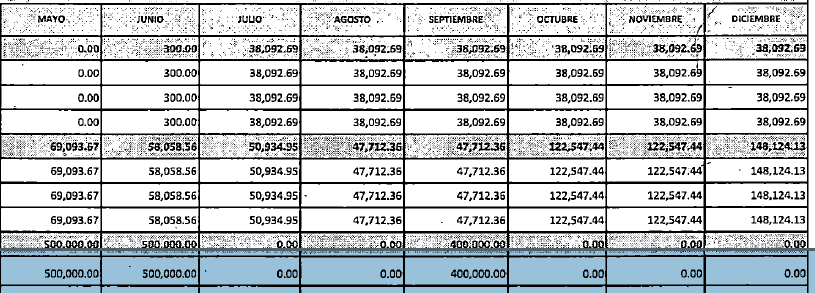 MAYO JUNIO JULIO AGOSTO SEPTIEMBRE OCTUBRE NOVIEMBRE DICIEMBRE
0.00 300.00 38,092.69 38,092.69 38,092.69 38,092.69 38,092.69 38,092.69
0.00 300.00 38,092.69 38,092.69 38,092.69 38,092.69 38,092.69 38,092.69
0.00 300.00 38,092.69 38,092.69 38,092.69 38,092.69 38,092.69 38,092.69
0.00 300.00 38,092.69 38,092.69 38,092.69 38,092.69 38,092.69 38,092.69
69,093.67 58,058.56 50,934.95 47,712.36 47,712.36 122,547.44 122,547.44 148,124.13
69,093.67 58,058.56 50,934.95 47,712.36 47,712.36 122,547.44 122,547.44 148,124.13
69,093.67 58,058.56 50,934.95 47,712.36 47,712.36 122,547.44 122,547.44 148,124.13
69,093.67 58,058.56 50,934.95 47,712.36 47,712.36 122,547.44 122,547.44 148,124.13
500,000.00 500,000.00 0.00 0.00 400,000.00 0.00 0.00 0.00
500,000.00 500,000.00 0.00 0.00 400,000.00 0.00 0.00 0.00